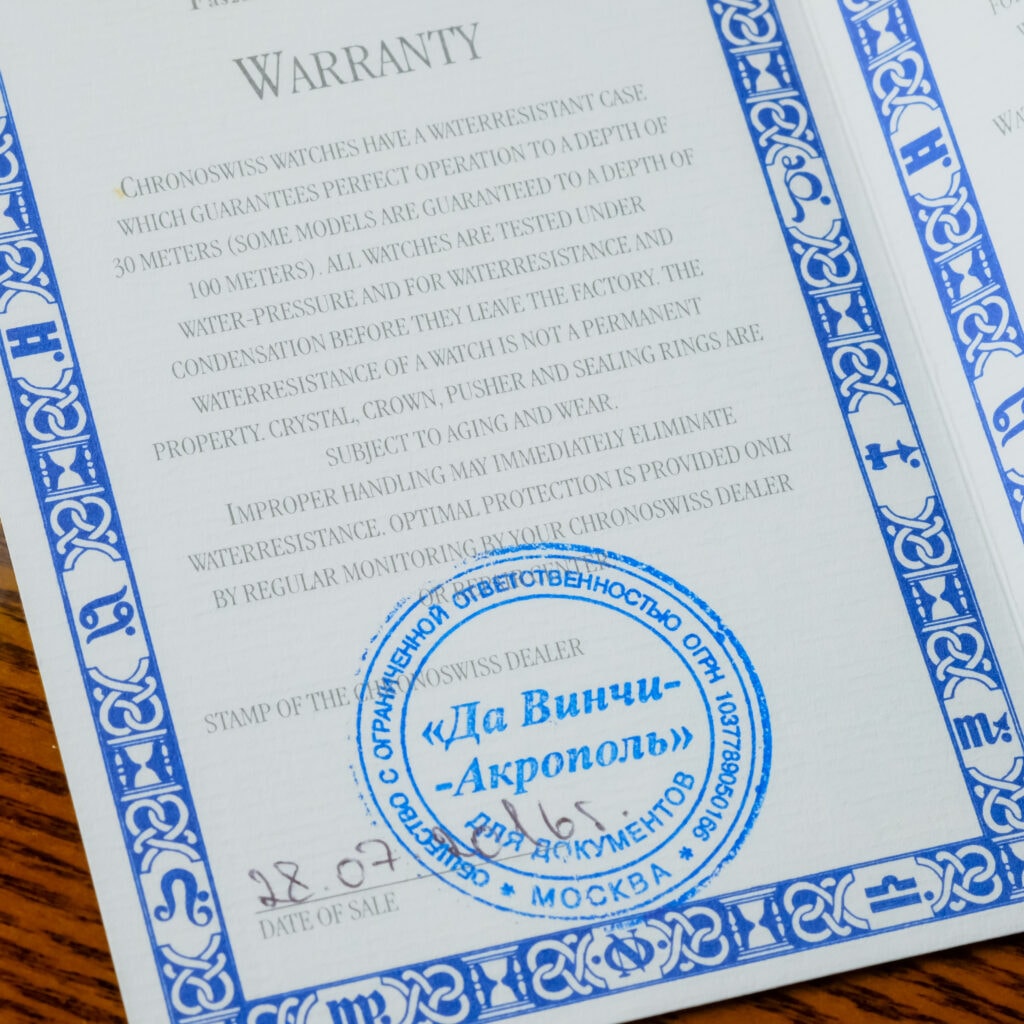 WARRANTY
CHRONOSWISS WATCHES HAVE A WATERRESISTANT CASE
WHICH GUARANTEES PERFECT OPERATION TO A DEPTH OF
30 METERS (SOME MODELS ARE GUARANTEED TO A DEPTH OF
100 METERS). ALL WATCHES ARE TESTED UNDER
WATER-PRESSURE AND FOR WATERRESISTANCE AND
CONDENSATION BEFORE THEY LEAVE THE FACTORY. THE
WATERRESISTANCE OF A WATCH IS NOT A PERMANENT
PROPERTY. CRYSTAL, CROWN, PUSHER AND SEALING RINGS ARE
SUBJECT TO AGING AND WEAR.
IMPROPER HANDLING MAY IMMEDIATELY ELIMINATE
WATERRESISTANCE. OPTIMAL PROTECTION IS PROVIDED ONLY
BY REGULAR MONITORING BY YOUR CHRONOSWISS DEALER
OR REPAIR CENTER
STAMP OF THE CHRONOSWISS DEALER
ОБЩЕСТВО С ОГРАНИЧЕННОЙ ОТВЕТСТВЕННОСТЬЮ ОГРН 1037789050166
«Да Винчи-
-Акрополь»
ДЛЯ ДОКУМЕНТОВ
* МОСКВА *
28.07 2016г.
DATE OF SALE